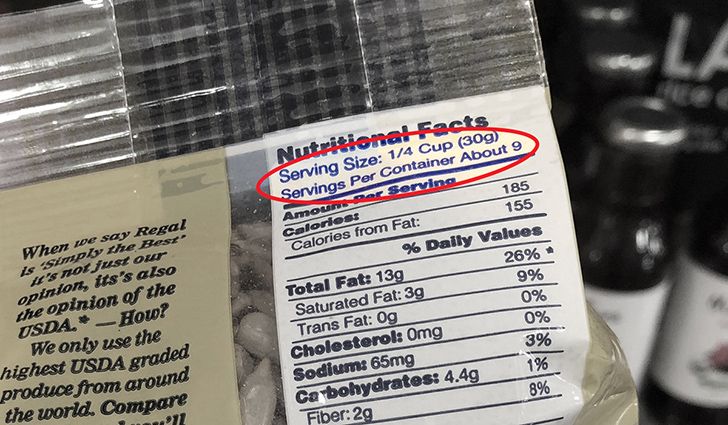 When we say Regal
is 'Simply the Best'
it's not just our
opinion, its's also
the opinion of the
USDA.* — How?
We only use the
highest USDA graded
produce from around
the world. Compare
Nutritional Facts
Serving Size: 1/4 Cup (30g)
Servings Per Container About 9
Amount Per Serving
Calories: 185
Calories from Fat: 155
% Daily Values
Total Fat: 13g 26% *
Saturated Fat: 3g 9%
Trans Fat: 0g 0%
Cholesterol: 0mg 0%
Sodium: 65mg 3%
Carbohydrates: 4.4g 1%
Fiber: 2g 8%